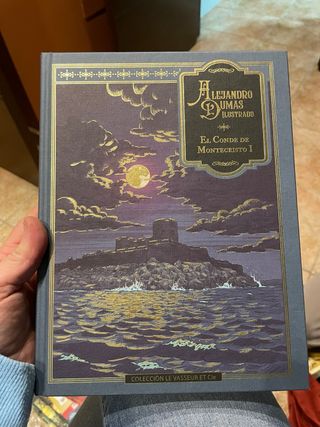 ALEJANDRO
DUMAS
ILUSTRADO
EL CONDE DE
MONTECRISTO I
COLECCIÓN LE VASSEUR ET Cie